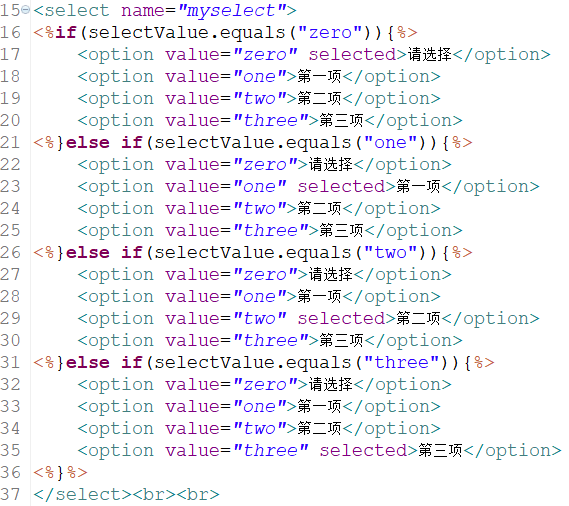 15 <select name="myselect">
16 <%if(selectValue.equals("zero")){%>
17     <option value="zero" selected>请选择</option>
18     <option value="one">第一项</option>
19     <option value="two">第二项</option>
20     <option value="three">第三项</option>
21 <%}else if(selectValue.equals("one")){%>
22     <option value="zero">请选择</option>
23     <option value="one" selected>第一项</option>
24     <option value="two">第二项</option>
25     <option value="three">第三项</option>
26 <%}else if(selectValue.equals("two")){%>
27     <option value="zero">请选择</option>
28     <option value="one">第一项</option>
29     <option value="two" selected>第二项</option>
30     <option value="three">第三项</option>
31 <%}else if(selectValue.equals("three")){%>
32     <option value="zero">请选择</option>
33     <option value="one">第一项</option>
34     <option value="two">第二项</option>
35     <option value="three" selected>第三项</option>
36 <%}%>
37 </select><br><br>